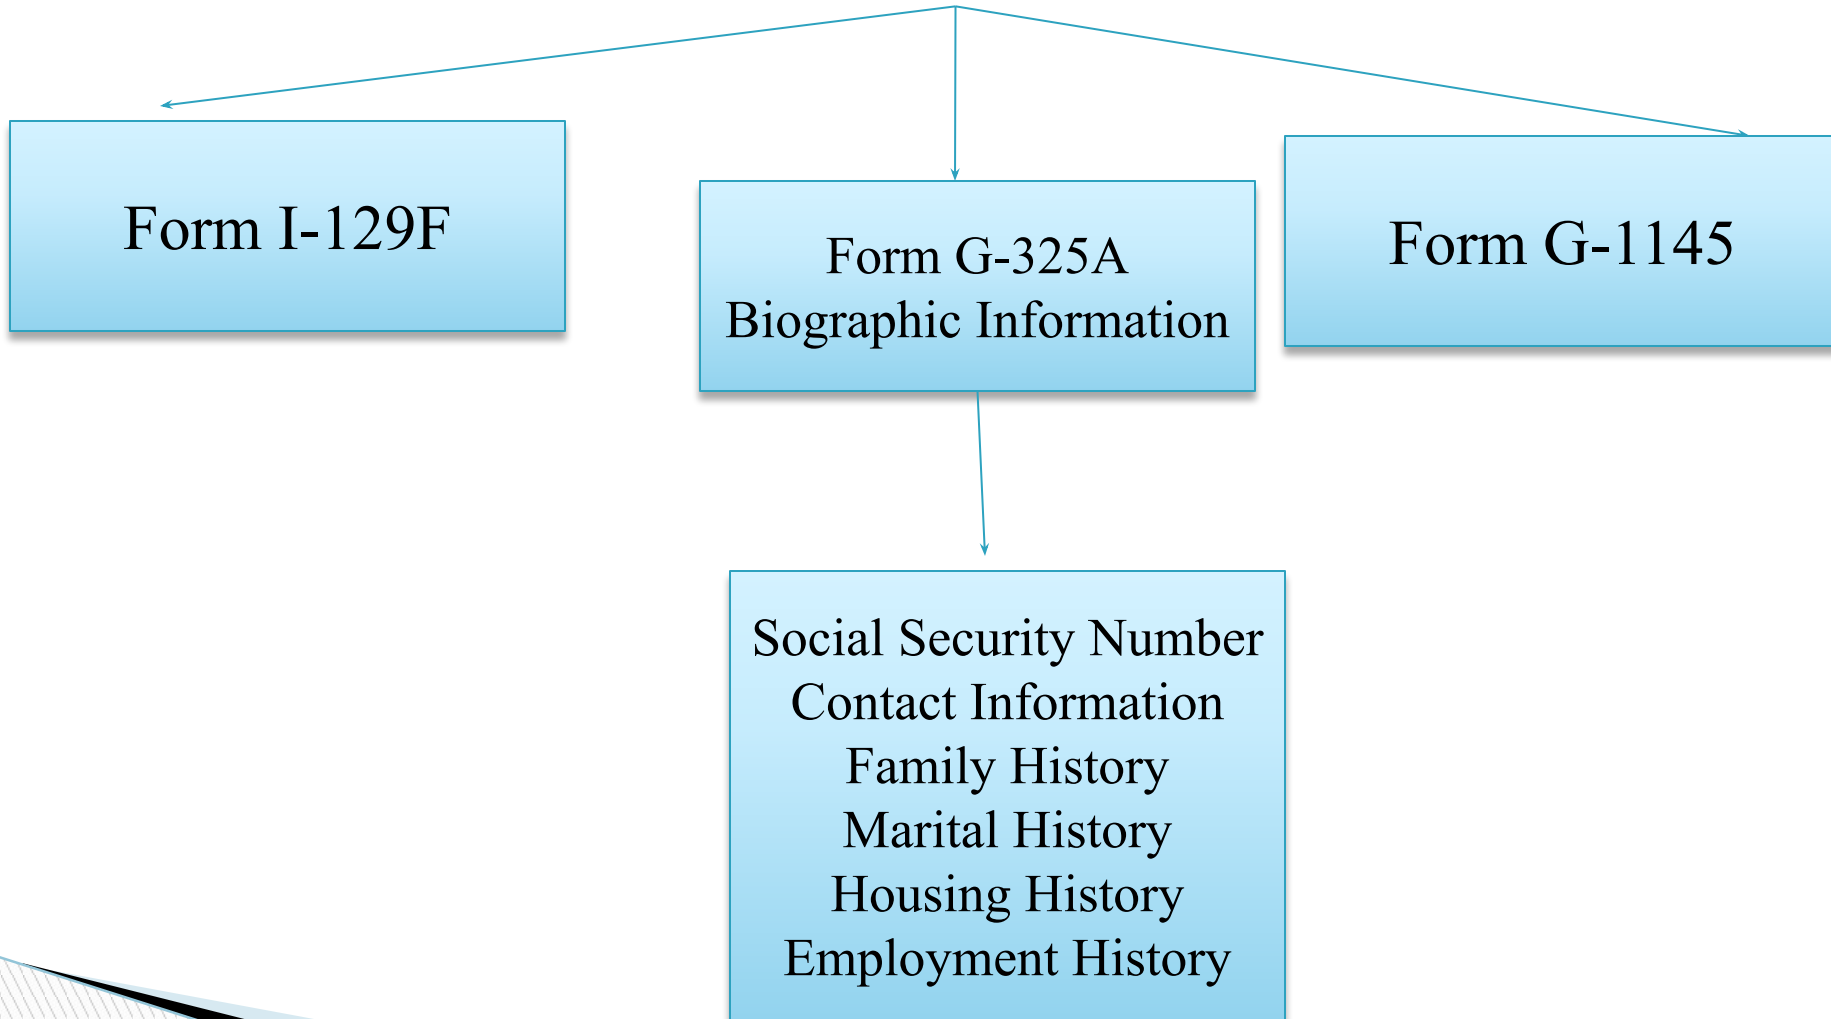 Form I-129F
Form G-325A
Biographic Information
Form G-1145
Social Security Number
Contact Information
Family History
Marital History
Housing History
Employment History